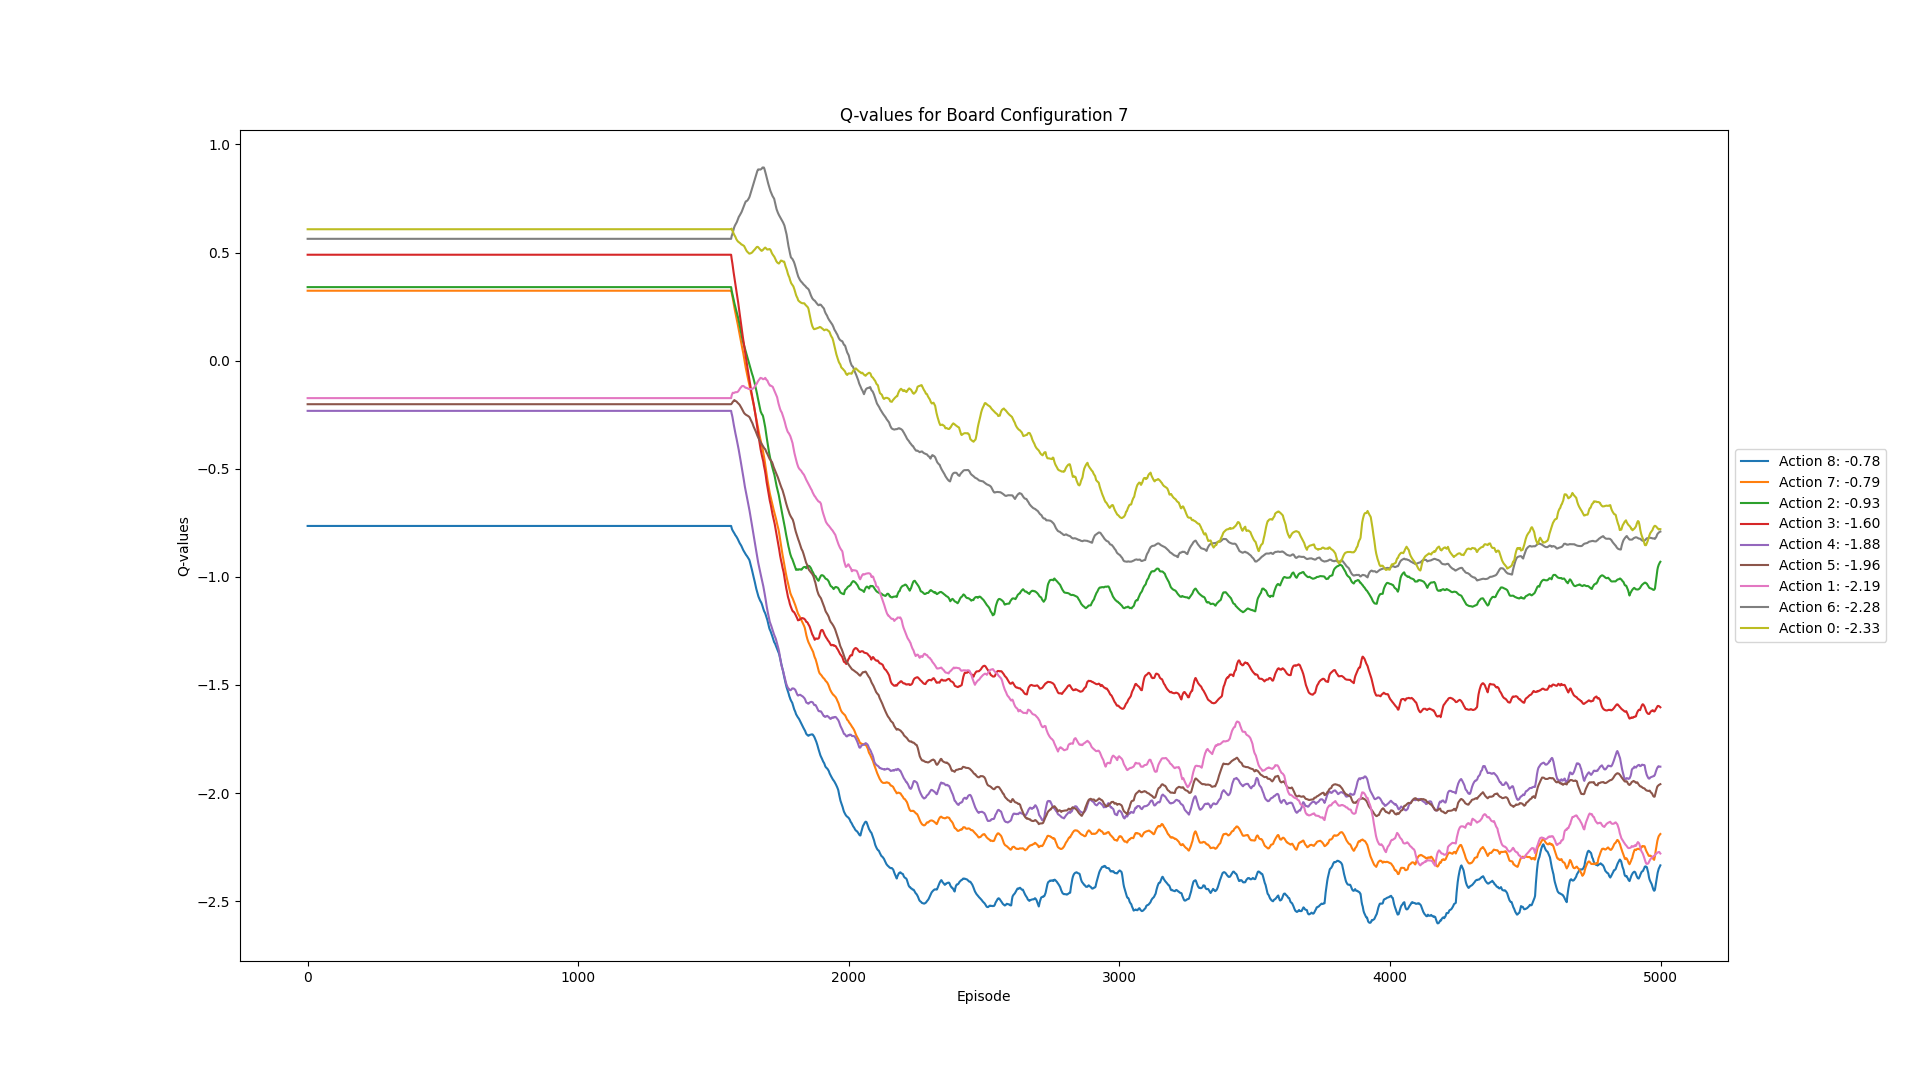 Q-values for Board Configuration 7
1.0
0.5
0.0
−0.5
−1.0
−1.5
−2.0
−2.5
Q-values
0
1000
2000
3000
4000
5000
Episode
Action 8: -0.78
Action 7: -0.79
Action 2: -0.93
Action 3: -1.60
Action 4: -1.88
Action 5: -1.96
Action 1: -2.19
Action 6: -2.28
Action 0: -2.33